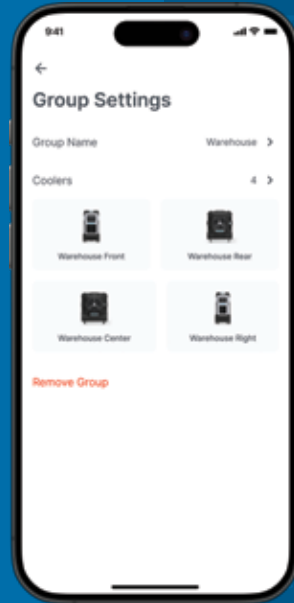 9:41
Group Settings
Group Name Warehouse
Coolers 4
Warehouse Front Warehouse Rear
Warehouse Center Warehouse Right
Remove Group